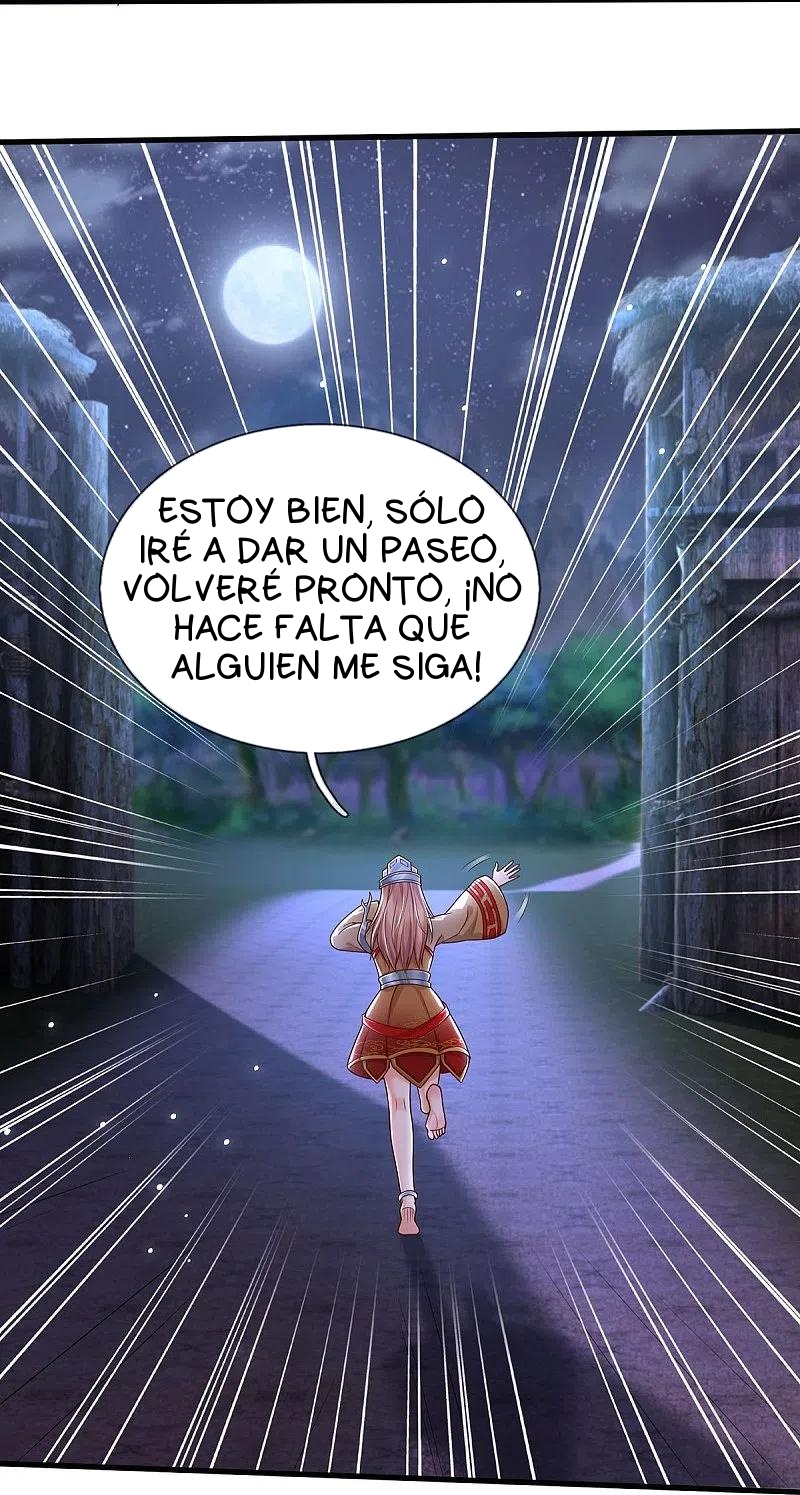 ESTOY BIEN, SÓLO
IRÉ A DAR UN PASEO,
VOLVERÉ PRONTO, ¡NO
HACE FALTA QUE
ALGUIEN ME SIGA!